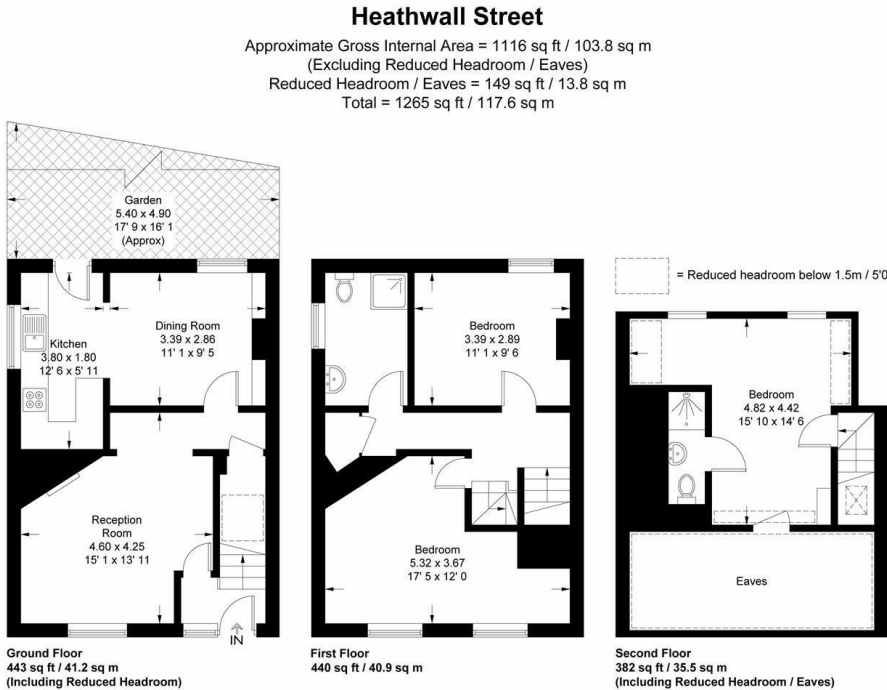 Heathwall Street
Approximate Gross Internal Area = 1116 sq ft / 103.8 sq m
(Excluding Reduced Headroom / Eaves)
Reduced Headroom / Eaves = 149 sq ft / 13.8 sq m
Total = 1265 sq ft / 117.6 sq m
Garden
5.40 x 4.90
17' 9 x 16' 1
(Approx)
Kitchen
3.80 x 1.80
12' 6 x 5' 11
Dining Room
3.39 x 2.86
11' 1 x 9' 5
Reception
Room
4.60 x 4.25
15' 1 x 13' 11
IN
Ground Floor
443 sq ft / 41.2 sq m
(Including Reduced Headroom)
Bedroom
3.39 x 2.89
11' 1 x 9' 6
Bedroom
5.32 x 3.67
17' 5 x 12' 0
First Floor
440 sq ft / 40.9 sq m
= Reduced headroom below 1.5m / 5'0
Bedroom
4.82 x 4.42
15' 10 x 14' 6
Eaves
Second Floor
382 sq ft / 35.5 sq m
(Including Reduced Headroom / Eaves)